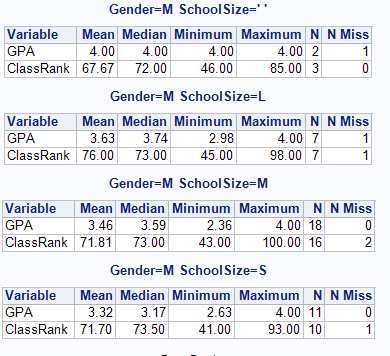 Gender=M SchoolSize=' '
Variable Mean Median Minimum Maximum N N Miss
GPA 4.00 4.00 4.00 4.00 2 1
ClassRank 67.67 72.00 46.00 85.00 3 0
Gender=M SchoolSize=L
Variable Mean Median Minimum Maximum N N Miss
GPA 3.63 3.74 2.98 4.00 7 1
ClassRank 76.00 73.00 45.00 98.00 7 1
Gender=M SchoolSize=M
Variable Mean Median Minimum Maximum N N Miss
GPA 3.46 3.59 2.36 4.00 18 0
ClassRank 71.81 73.00 43.00 100.00 16 2
Gender=M SchoolSize=S
Variable Mean Median Minimum Maximum N N Miss
GPA 3.32 3.17 2.63 4.00 11 0
ClassRank 71.70 73.50 41.00 93.00 10 1